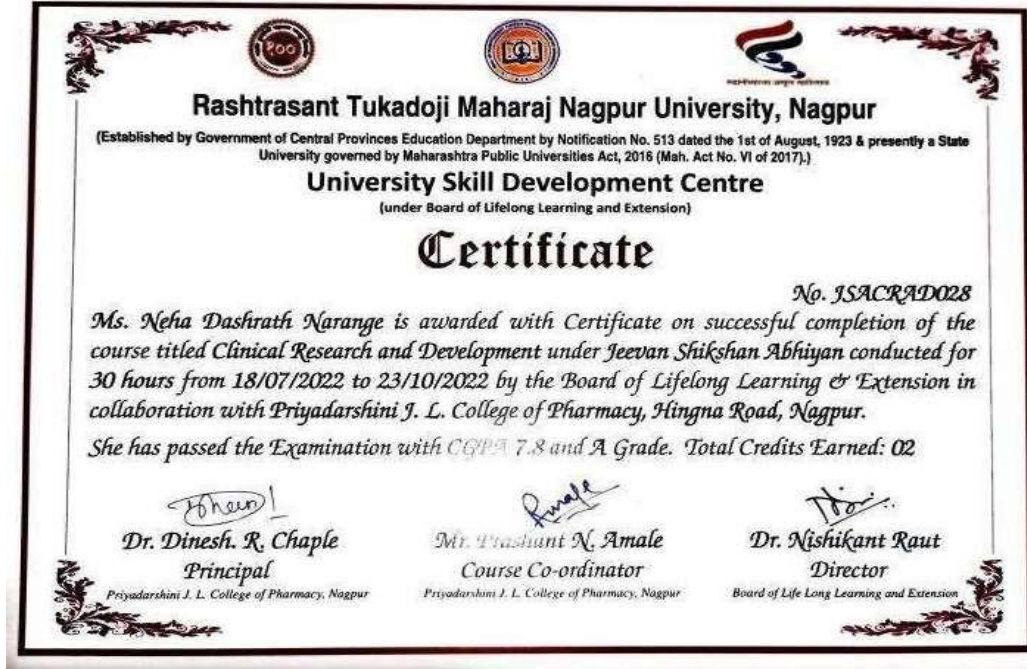 Rashtrasant Tukadoji Maharaj Nagpur University, Nagpur
(Established by Government of Central Provinces Education Department by Notification No. 513 dated the 1st of August, 1923 & presently a State
University governed by Maharashtra Public Universities Act, 2016 (Mah. Act No. VI of 2017).)
University Skill Development Centre
(under Board of Lifelong Learning and Extension)
Certificate
No. JSACRAD028
Ms. Neha Dashrath Narange is awarded with Certificate on successful completion of the
course titled Clinical Research and Development under Jeevan Shikshan Abhiyan conducted for
30 hours from 18/07/2022 to 23/10/2022 by the Board of Lifelong Learning & Extension in
collaboration with Priyadarshini J. L. College of Pharmacy, Hingna Road, Nagpur.
She has passed the Examination with CGPA 7.8 and A Grade. Total Credits Earned: 02
Dr. Dinesh. R. Chaple Mr. Prashant N. Amale Dr. Nishikant Raut
Principal Course Co-ordinator Director
Priyadarshini J. L. College of Pharmacy, Nagpur Priyadarshini J. L. College of Pharmacy, Nagpur Board of Life Long Learning and Extension